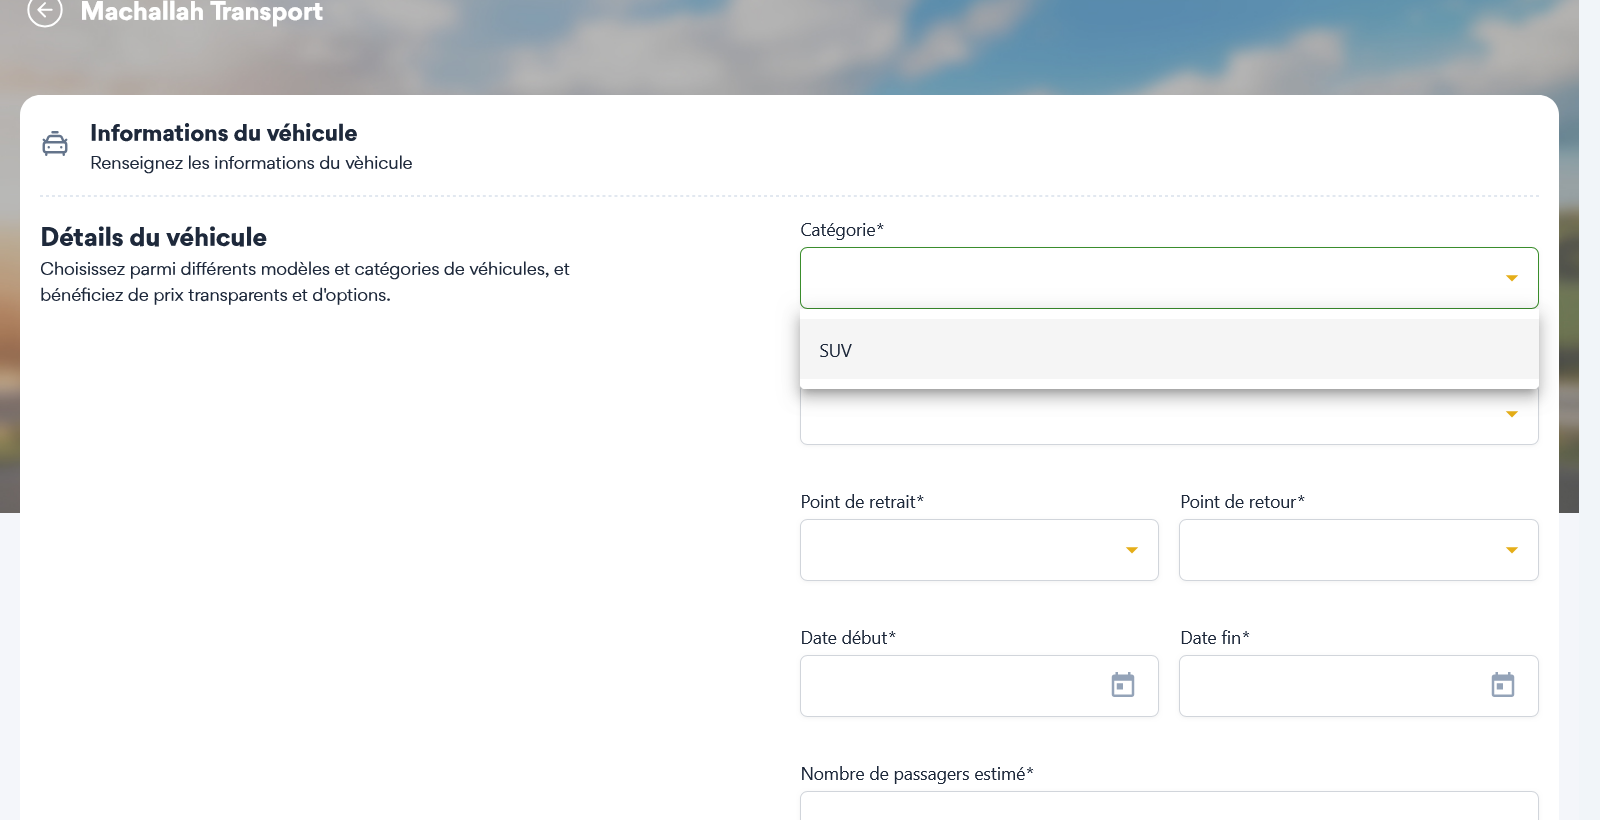 Machallah Transport
Informations du véhicule
Renseignez les informations du vèhicule
Détails du véhicule
Choisissez parmi différents modèles et catégories de véhicules, et
bénéficiez de prix transparents et d'options.
Catégorie*
SUV
Point de retrait*
Point de retour*
Date début*
Date fin*
Nombre de passagers estimé*